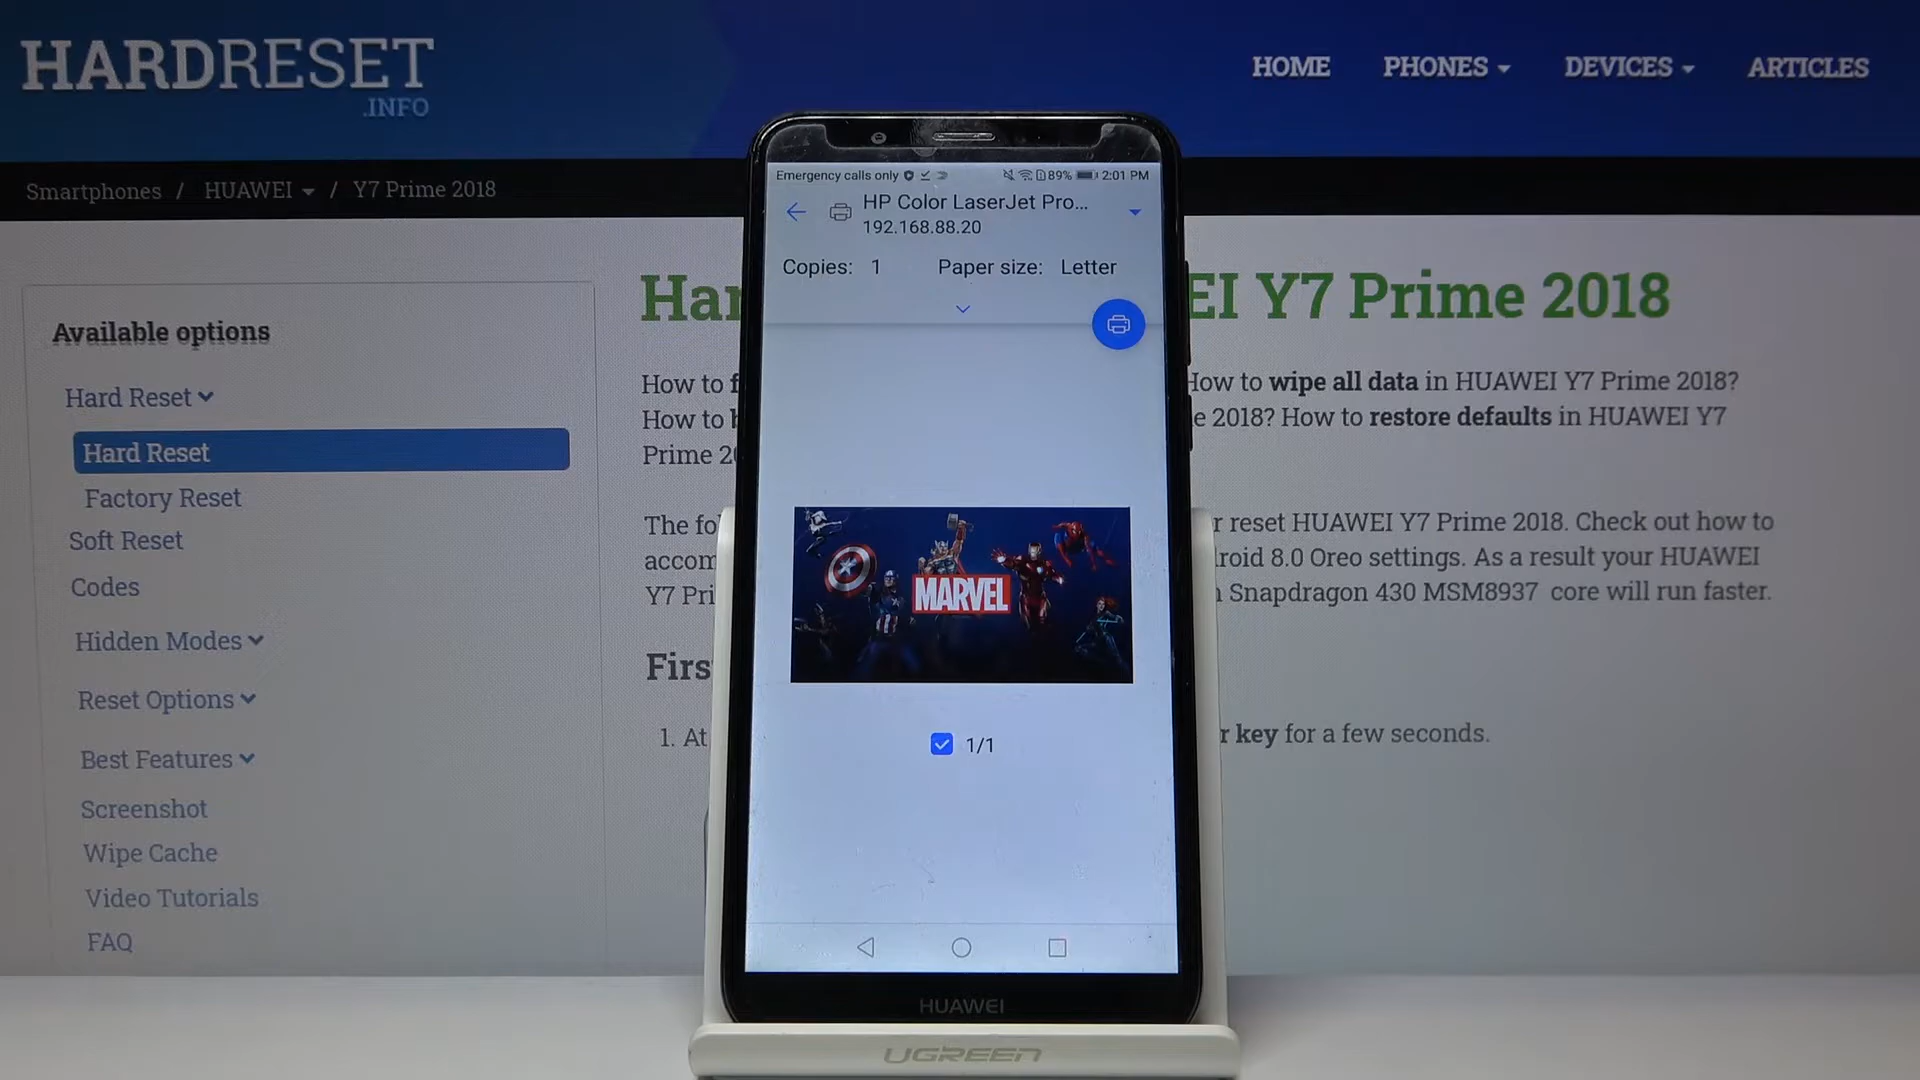 HARDRESET
.INFO
HOME PHONES DEVICES ARTICLES
Smartphones / HUAWEI / Y7 Prime 2018
Emergency calls only 89% 2:01 PM
HP Color LaserJet Pro...
192.168.88.20
Copies: 1 Paper size: Letter
MARVEL
1/1
HUAWEI
UGREEN
Available options
Hard Reset
Hard Reset
Factory Reset
Soft Reset
Codes
Hidden Modes
Reset Options
Best Features
Screenshot
Wipe Cache
Video Tutorials
FAQ
Har EI Y7 Prime 2018
How to f How to wipe all data in HUAWEI Y7 Prime 2018?
How to b e 2018? How to restore defaults in HUAWEI Y7
Prime 20
The fo r reset HUAWEI Y7 Prime 2018. Check out how to
accom droid 8.0 Oreo settings. As a result your HUAWEI
Y7 Pri Snapdragon 430 MSM8937 core will run faster.
Firs
1. At r key for a few seconds.